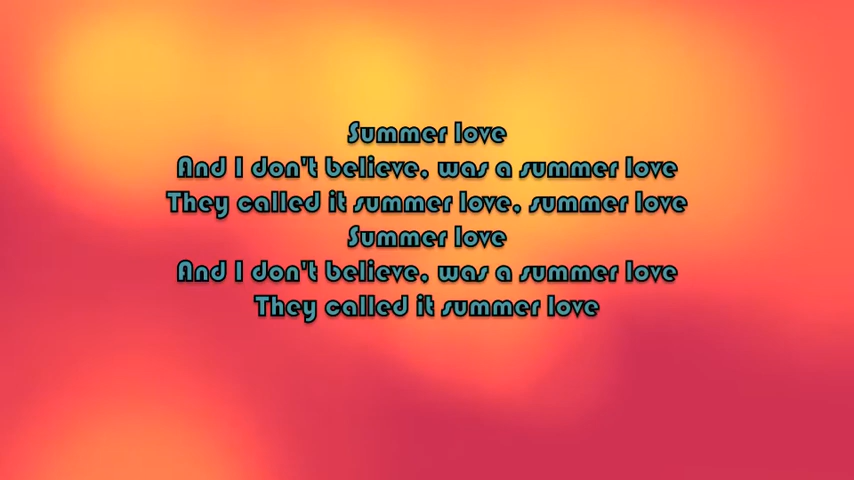 Summer love
And I don't believe, was a summer love
They called it summer love, summer love
Summer love
And I don't believe, was a summer love
They called it summer love